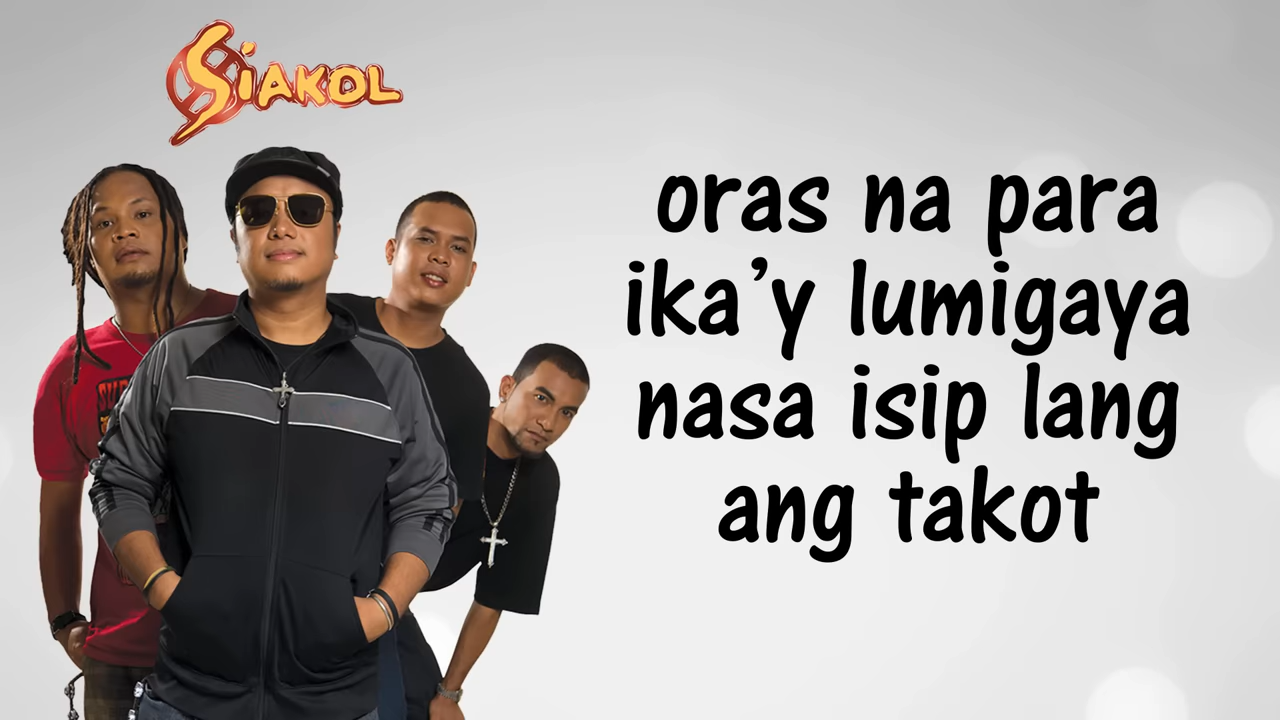 SIAKOL
oras na para
ika’y lumigaya
nasa isip lang
ang takot